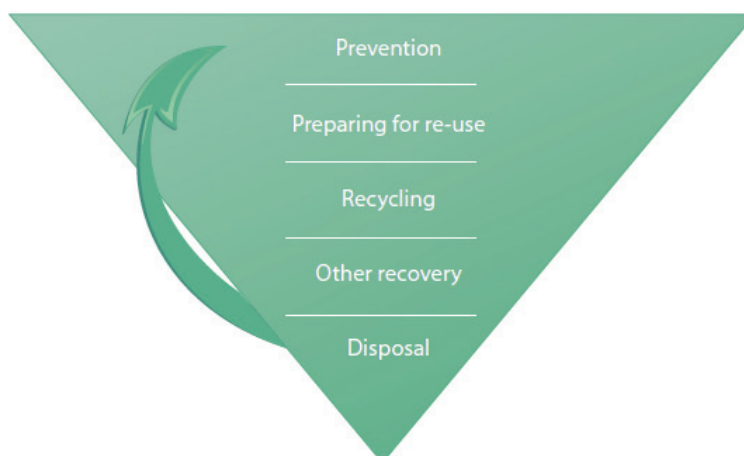 Prevention
Preparing for re-use
Recycling
Other recovery
Disposal